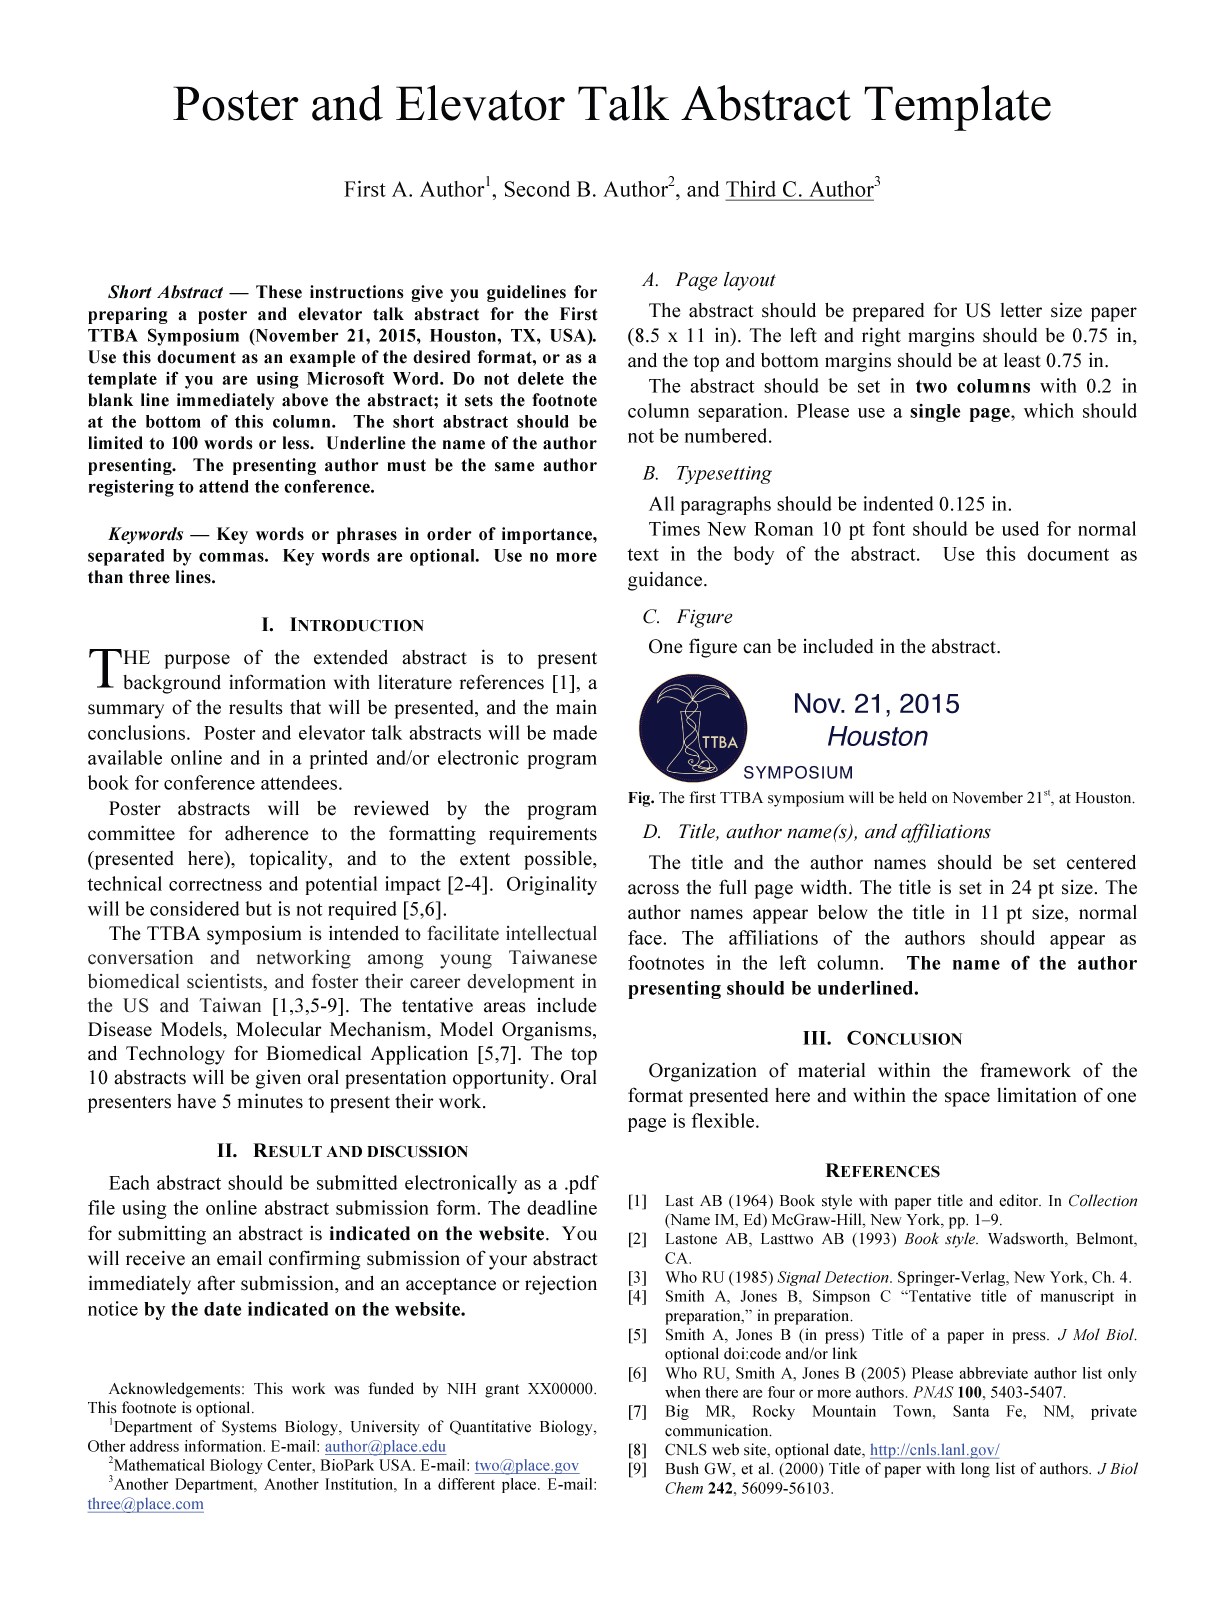 Poster and Elevator Talk Abstract Template
First A. Author1, Second B. Author2, and Third C. Author3
Short Abstract — These instructions give you guidelines for
preparing a poster and elevator talk abstract for the First
TTBA Symposium (November 21, 2015, Houston, TX, USA).
Use this document as an example of the desired format, or as a
template if you are using Microsoft Word. Do not delete the
blank line immediately above the abstract; it sets the footnote
at the bottom of this column. The short abstract should be
limited to 100 words or less. Underline the name of the author
presenting. The presenting author must be the same author
registering to attend the conference.
Keywords — Key words or phrases in order of importance,
separated by commas. Key words are optional. Use no more
than three lines.
I. INTRODUCTION
THE purpose of the extended abstract is to present
background information with literature references [1], a
summary of the results that will be presented, and the main
conclusions. Poster and elevator talk abstracts will be made
available online and in a printed and/or electronic program
book for conference attendees.
Poster abstracts will be reviewed by the program
committee for adherence to the formatting requirements
(presented here), topicality, and to the extent possible,
technical correctness and potential impact [2-4]. Originality
will be considered but is not required [5,6].
The TTBA symposium is intended to facilitate intellectual
conversation and networking among young Taiwanese
biomedical scientists, and foster their career development in
the US and Taiwan [1,3,5-9]. The tentative areas include
Disease Models, Molecular Mechanism, Model Organisms,
and Technology for Biomedical Application [5,7]. The top
10 abstracts will be given oral presentation opportunity. Oral
presenters have 5 minutes to present their work.
II. RESULT AND DISCUSSION
Each abstract should be submitted electronically as a .pdf
file using the online abstract submission form. The deadline
for submitting an abstract is indicated on the website. You
will receive an email confirming submission of your abstract
immediately after submission, and an acceptance or rejection
notice by the date indicated on the website.
Acknowledgements: This work was funded by NIH grant XX00000.
This footnote is optional.
1Department of Systems Biology, University of Quantitative Biology,
Other address information. E-mail: author@place.edu
2Mathematical Biology Center, BioPark USA. E-mail: two@place.gov
3Another Department, Another Institution, In a different place. E-mail:
three@place.com
A. Page layout
The abstract should be prepared for US letter size paper
(8.5 x 11 in). The left and right margins should be 0.75 in,
and the top and bottom margins should be at least 0.75 in.
The abstract should be set in two columns with 0.2 in
column separation. Please use a single page, which should
not be numbered.
B. Typesetting
All paragraphs should be indented 0.125 in.
Times New Roman 10 pt font should be used for normal
text in the body of the abstract. Use this document as
guidance.
C. Figure
One figure can be included in the abstract.
Nov. 21, 2015
Houston
TTBA
SYMPOSIUM
Fig. The first TTBA symposium will be held on November 21st, at Houston.
D. Title, author name(s), and affiliations
The title and the author names should be set centered
across the full page width. The title is set in 24 pt size. The
author names appear below the title in 11 pt size, normal
face. The affiliations of the authors should appear as
footnotes in the left column. The name of the author
presenting should be underlined.
III. CONCLUSION
Organization of material within the framework of the
format presented here and within the space limitation of one
page is flexible.
REFERENCES
[1] Last AB (1964) Book style with paper title and editor. In Collection
(Name IM, Ed) McGraw-Hill, New York, pp. 1–9.
[2] Lastone AB, Lasttwo AB (1993) Book style. Wadsworth, Belmont,
CA.
[3] Who RU (1985) Signal Detection. Springer-Verlag, New York, Ch. 4.
[4] Smith A, Jones B, Simpson C “Tentative title of manuscript in
preparation,” in preparation.
[5] Smith A, Jones B (in press) Title of a paper in press. J Mol Biol.
optional doi:code and/or link
[6] Who RU, Smith A, Jones B (2005) Please abbreviate author list only
when there are four or more authors. PNAS 100, 5403-5407.
[7] Big MR, Rocky Mountain Town, Santa Fe, NM, private
communication.
[8] CNLS web site, optional date, http://cnls.lanl.gov/
[9] Bush GW, et al. (2000) Title of paper with long list of authors. J Biol
Chem 242, 56099-56103.